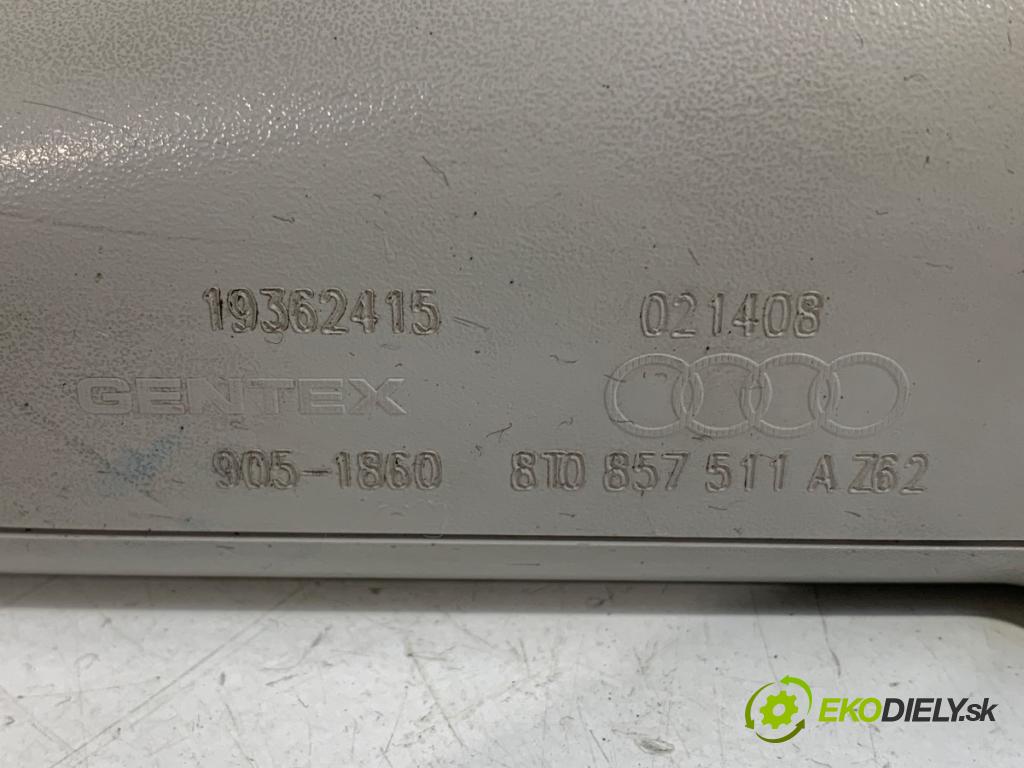 19362415 021408
GENTEX
905-1860 8T0 857 511 A Z62
EKODIELY.sk